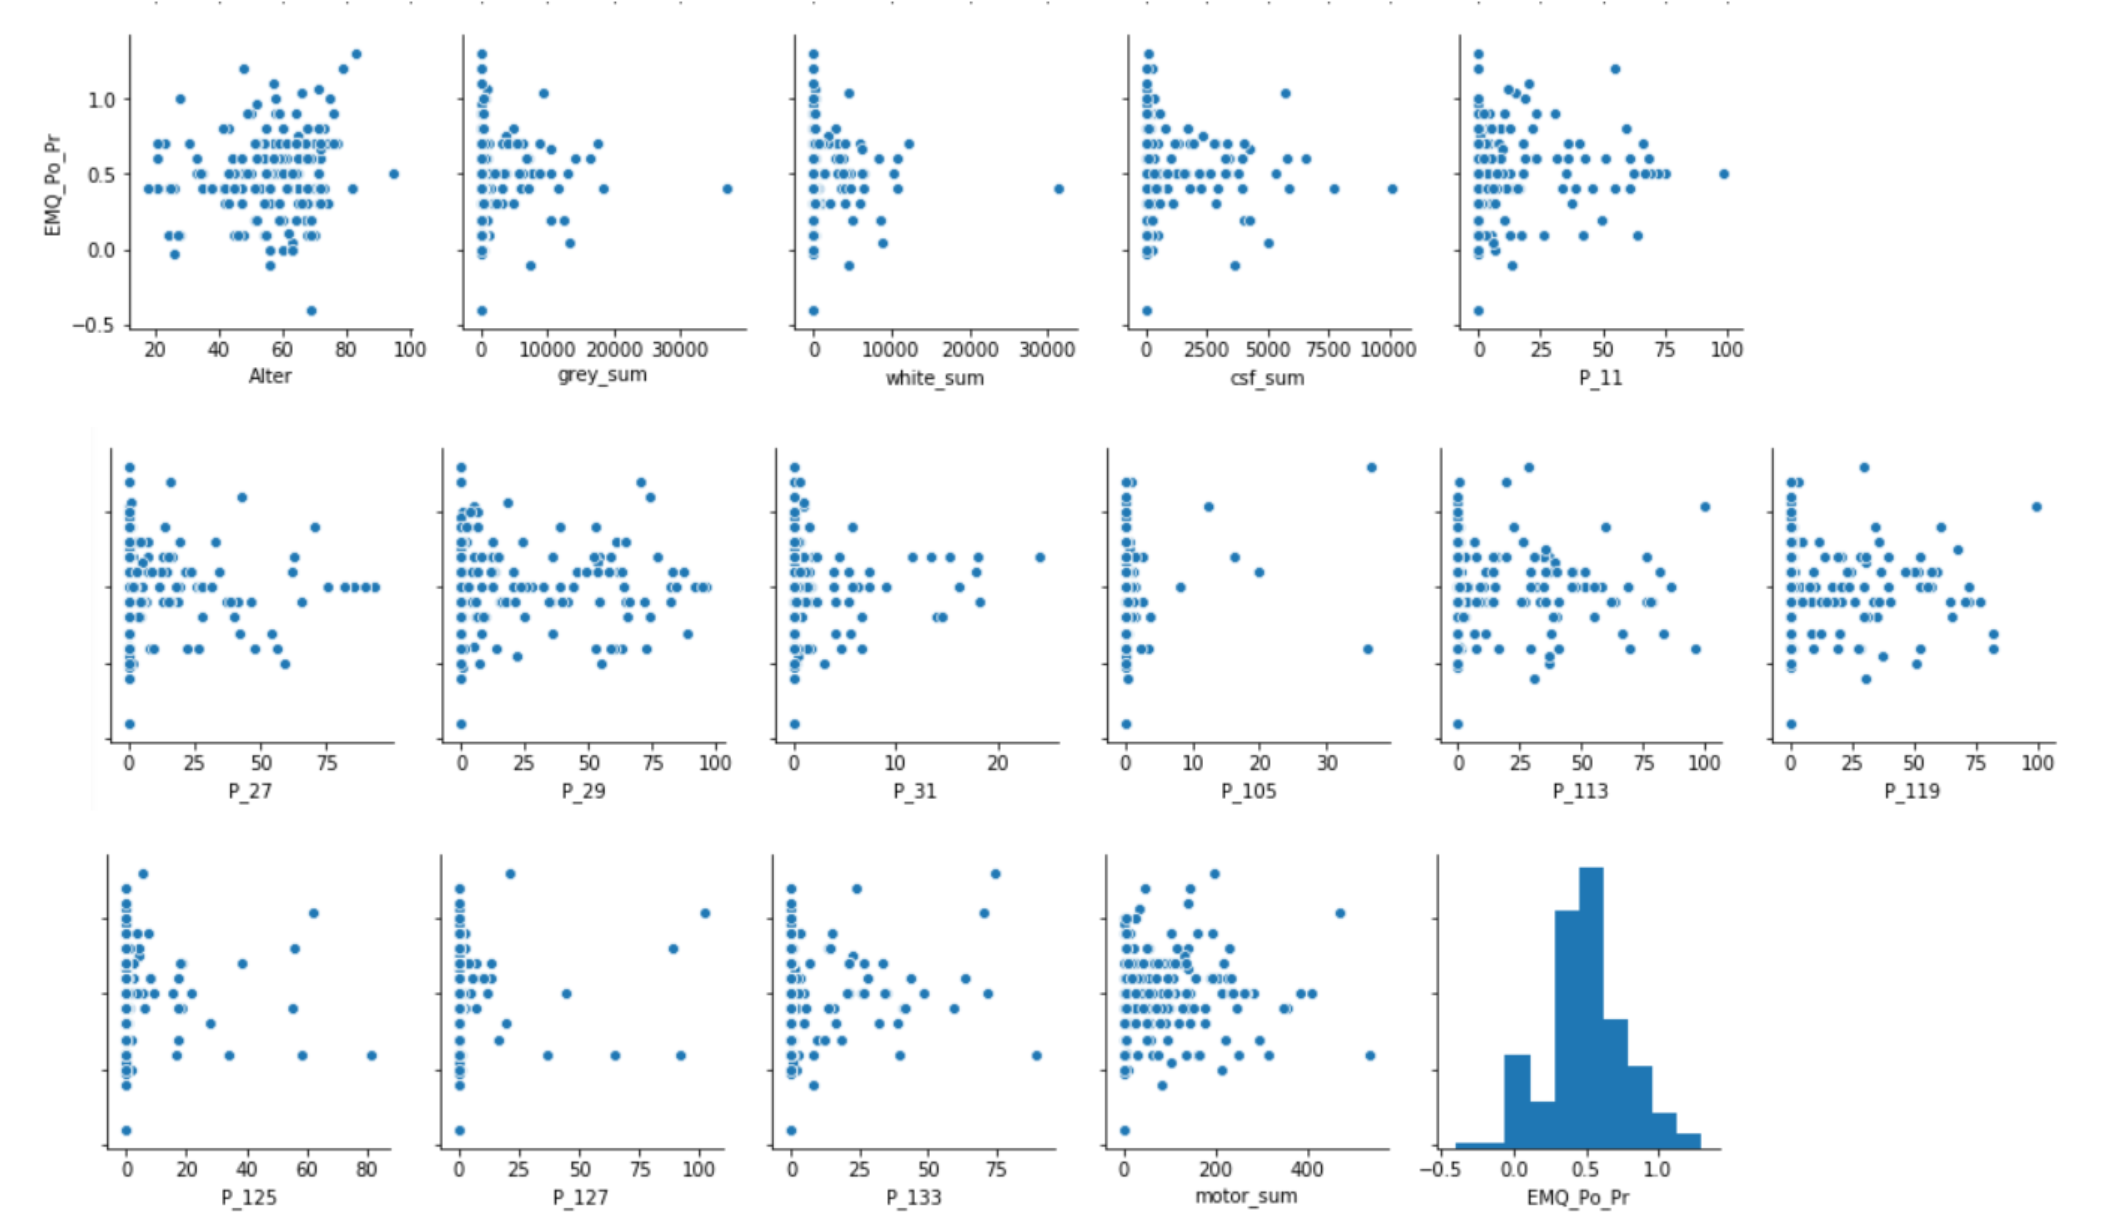 EMQ_Po_Pr
1.0
0.5
0.0
−0.5
20 40 60 80 100
0 10000 20000 30000
0 10000 20000 30000
0 2500 5000 7500 10000
0 25 50 75 100
Alter
grey_sum
white_sum
csf_sum
P_11
0 25 50 75
0 25 50 75 100
0 10 20
0 10 20 30
0 25 50 75 100
0 25 50 75 100
P_27
P_29
P_31
P_105
P_113
P_119
0 20 40 60 80
0 25 50 75 100
0 25 50 75
0 200 400
−0.5 0.0 0.5 1.0
P_125
P_127
P_133
motor_sum
EMQ_Po_Pr